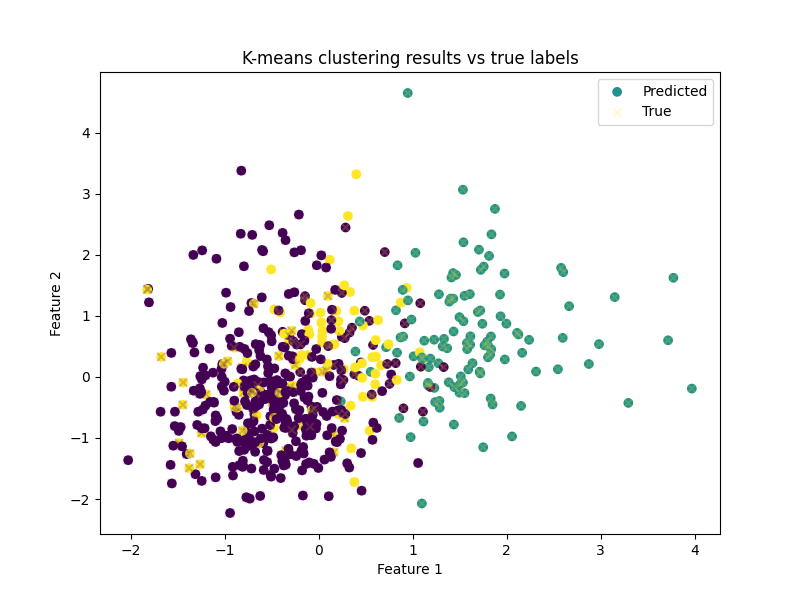 K-means clustering results vs true labels
Predicted
True
4
3
2
1
0
−1
−2
Feature 2
−2 −1 0 1 2 3 4
Feature 1